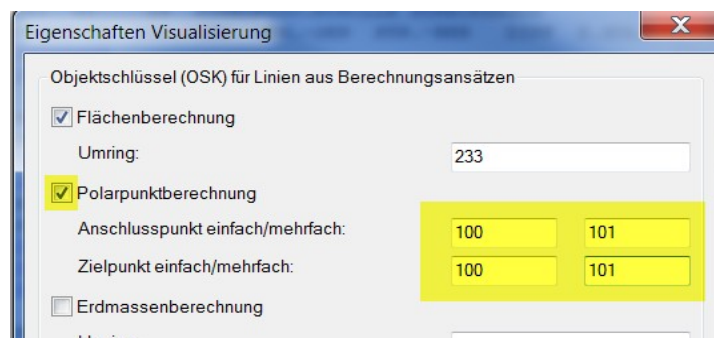 Eigenschaften Visualisierung
Objektschlüssel (OSK) für Linien aus Berechnungsansätzen
Flächenberechnung
Umring: 233
Polarpunktberechnung
Anschlusspunkt einfach/mehrfach: 100 101
Zielpunkt einfach/mehrfach: 100 101
Erdmassenberechnung